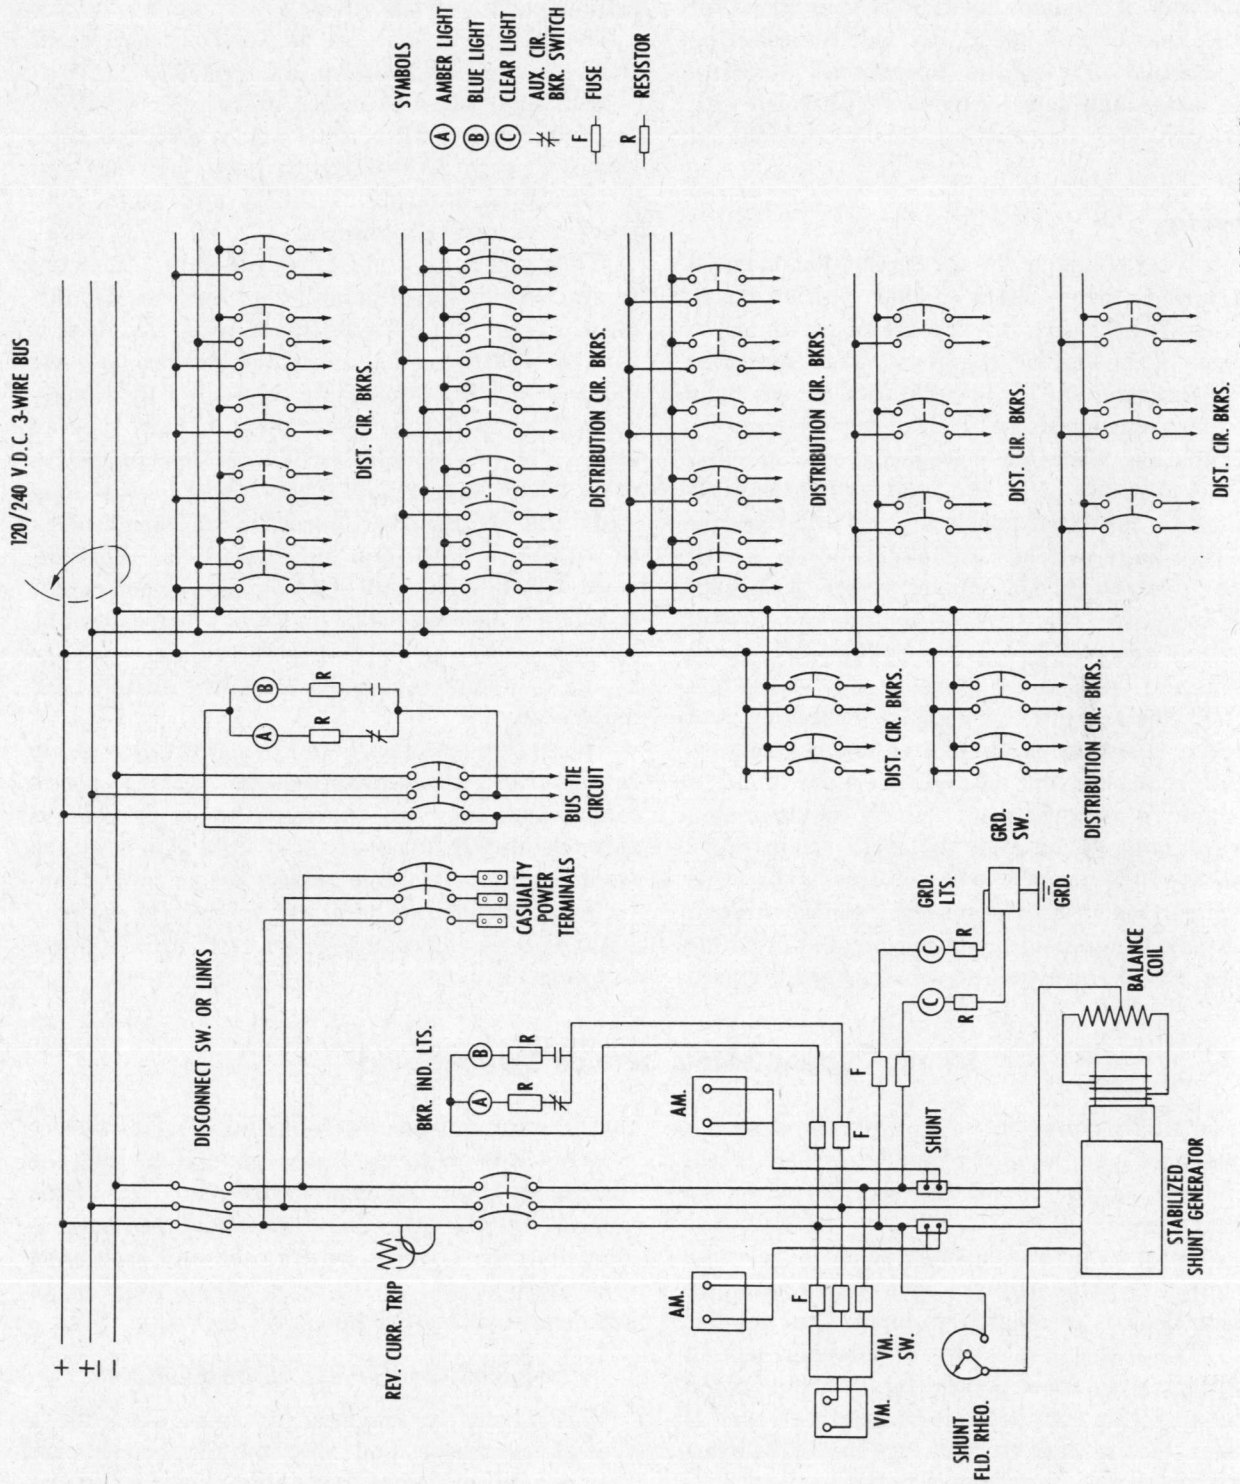 120/240 V.D.C. 3-WIRE BUS
+
±
−
SYMBOLS
A AMBER LIGHT
B BLUE LIGHT
C CLEAR LIGHT
AUX. CIR.
BKR. SWITCH
F FUSE
R RESISTOR
DISCONNECT SW. OR LINKS
REV. CURR. TRIP
CASUALTY
POWER
TERMINALS
BUS TIE
CIRCUIT
A
B
R
R
DIST. CIR. BKRS.
DISTRIBUTION CIR. BKRS.
DISTRIBUTION CIR. BKRS.
DIST. CIR. BKRS.
DIST. CIR. BKRS.
DIST. CIR. BKRS.
DISTRIBUTION CIR. BKRS.
BKR. IND. LTS.
A
B
R
R
AM.
AM.
F
F
F
VM.
VM.
SW.
SHUNT
SHUNT
FLD. RHEO.
C
C
R
R
GRD.
LTS.
GRD.
SW.
GRD.
STABILIZED
SHUNT GENERATOR
BALANCE
COIL